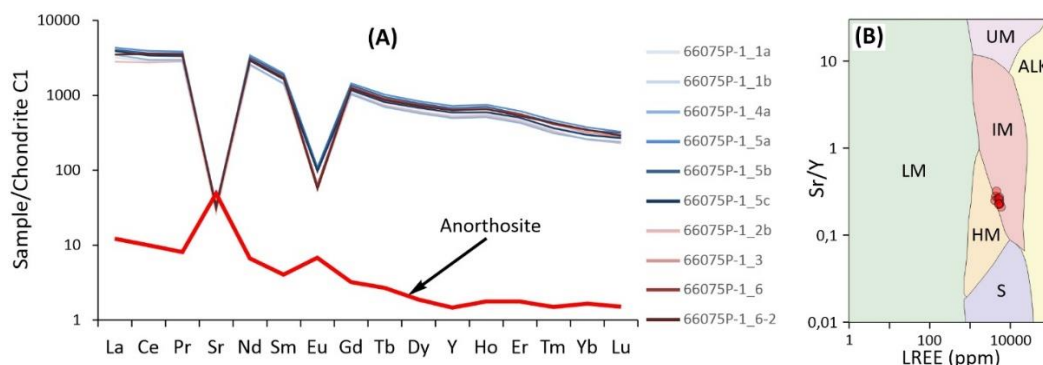 (A)
Sample/Chondrite C1
10000
1000
100
10
1
La Ce Pr Sr Nd Sm Eu Gd Tb Dy Y Ho Er Tm Yb Lu
Anorthosite
66075P-1_1a
66075P-1_1b
66075P-1_4a
66075P-1_5a
66075P-1_5b
66075P-1_5c
66075P-1_2b
66075P-1_3
66075P-1_6
66075P-1_6-2
(B)
Sr/Y
10
1
0,1
0,01
UM
ALK
IM
LM
HM
S
1 100 10000
LREE (ppm)